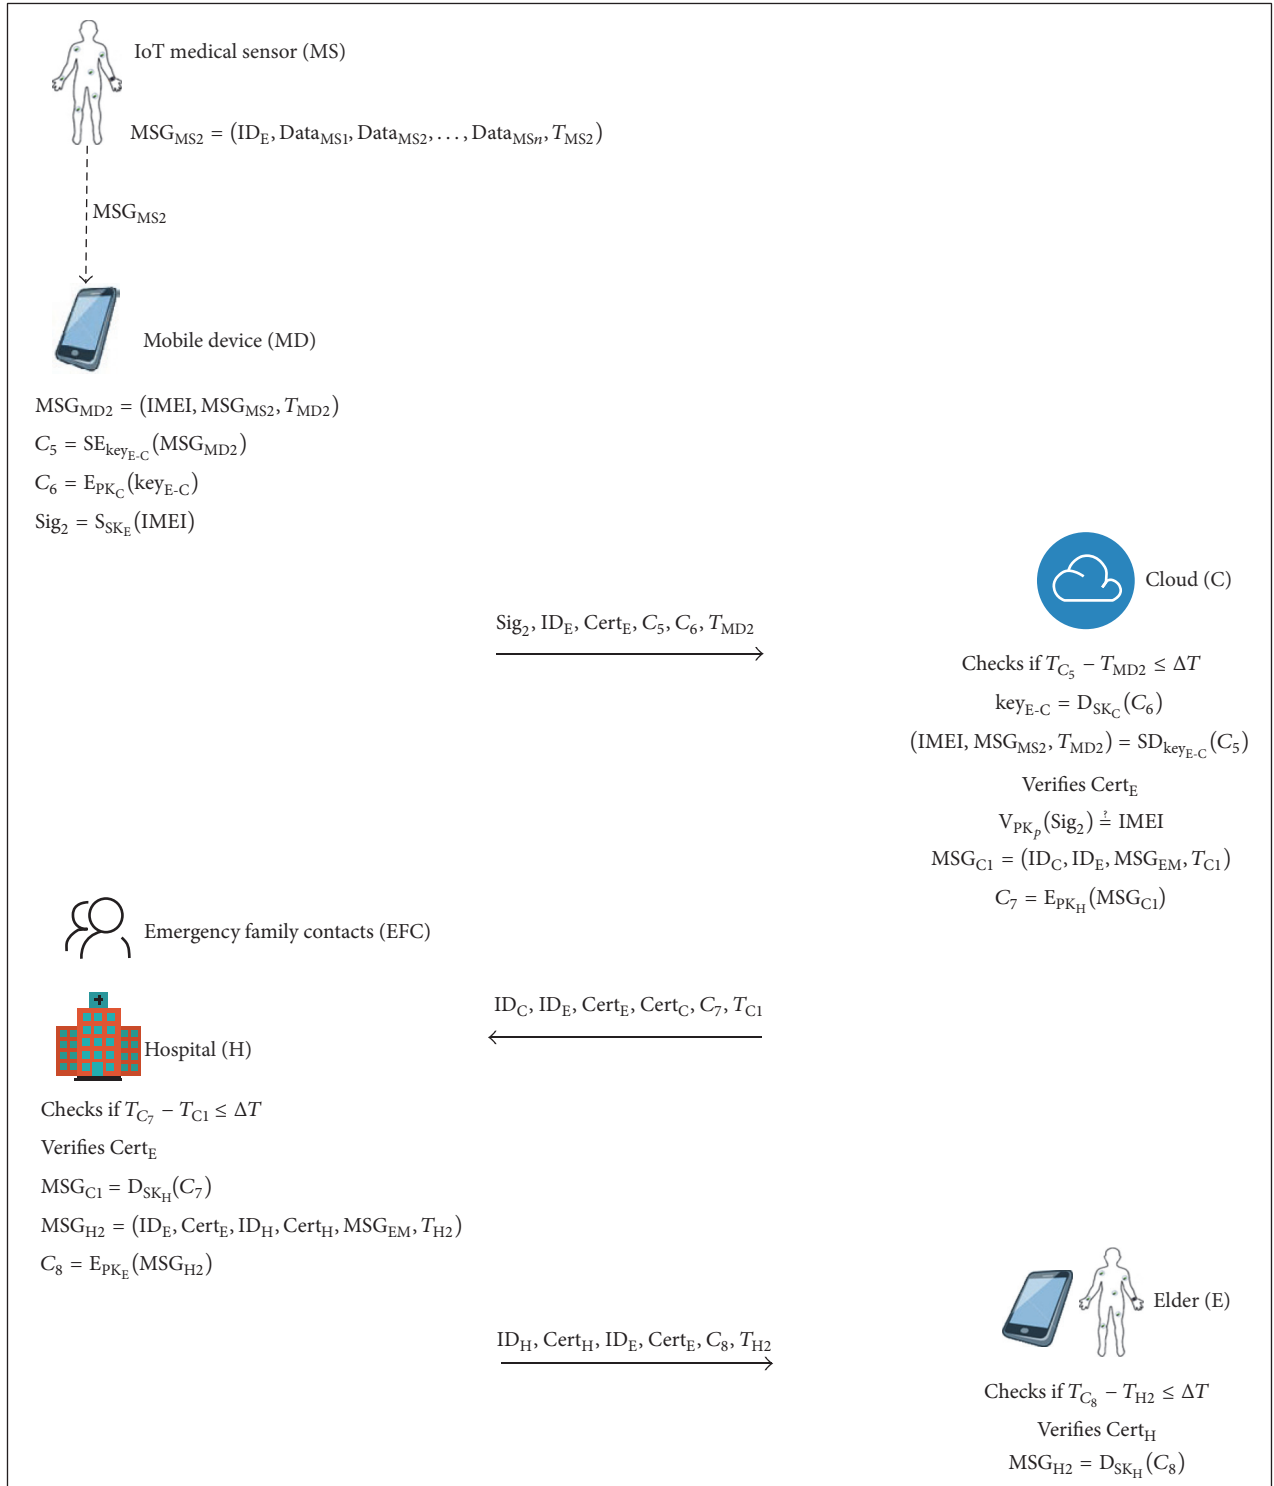 IoT medical sensor (MS)
MSG_MS2 = (ID_E, Data_MS1, Data_MS2, ..., Data_MSn, T_MS2)
MSG_MS2
Mobile device (MD)
MSG_MD2 = (IMEI, MSG_MS2, T_MD2)
C_5 = SE_key_E-C(MSG_MD2)
C_6 = E_PK_C(key_E-C)
Sig_2 = S_SK_E(IMEI)
Cloud (C)
Sig_2, ID_E, Cert_E, C_5, C_6, T_MD2
Checks if T_C_5 − T_MD2 ≤ ΔT
key_E-C = D_SK_C(C_6)
(IMEI, MSG_MS2, T_MD2) = SD_key_E-C(C_5)
Verifies Cert_E
V_PK_p(Sig_2) ≟ IMEI
MSG_C1 = (ID_C, ID_E, MSG_EM, T_C1)
C_7 = E_PK_H(MSG_C1)
Emergency family contacts (EFC)
ID_C, ID_E, Cert_E, Cert_C, C_7, T_C1
Hospital (H)
Checks if T_C_7 − T_C1 ≤ ΔT
Verifies Cert_E
MSG_C1 = D_SK_H(C_7)
MSG_H2 = (ID_E, Cert_E, ID_H, Cert_H, MSG_EM, T_H2)
C_8 = E_PK_E(MSG_H2)
Elder (E)
ID_H, Cert_H, ID_E, Cert_E, C_8, T_H2
Checks if T_C_8 − T_H2 ≤ ΔT
Verifies Cert_H
MSG_H2 = D_SK_H(C_8)